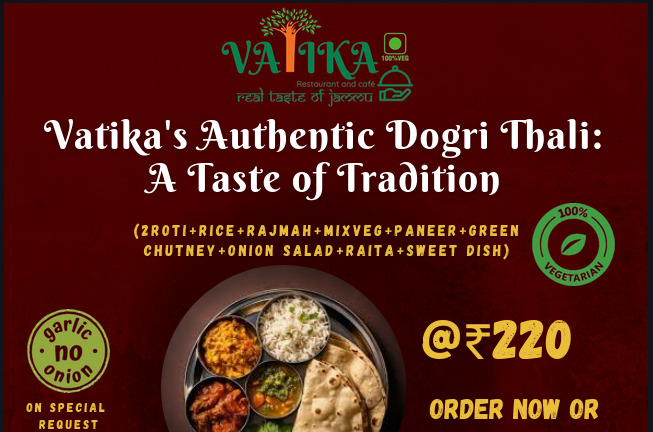 VATIKA
100%VEG
Restaurant and café
real taste of jammu
Vatika's Authentic Dogri Thali:
A Taste of Tradition
(2ROTI+RICE+RAJMAH+MIXVEG+PANEER+GREEN
CHUTNEY+ONION SALAD+RAITA+SWEET DISH)
100%
VEGETARIAN
garlic
no
onion
ON SPECIAL
REQUEST
@₹220
ORDER NOW OR